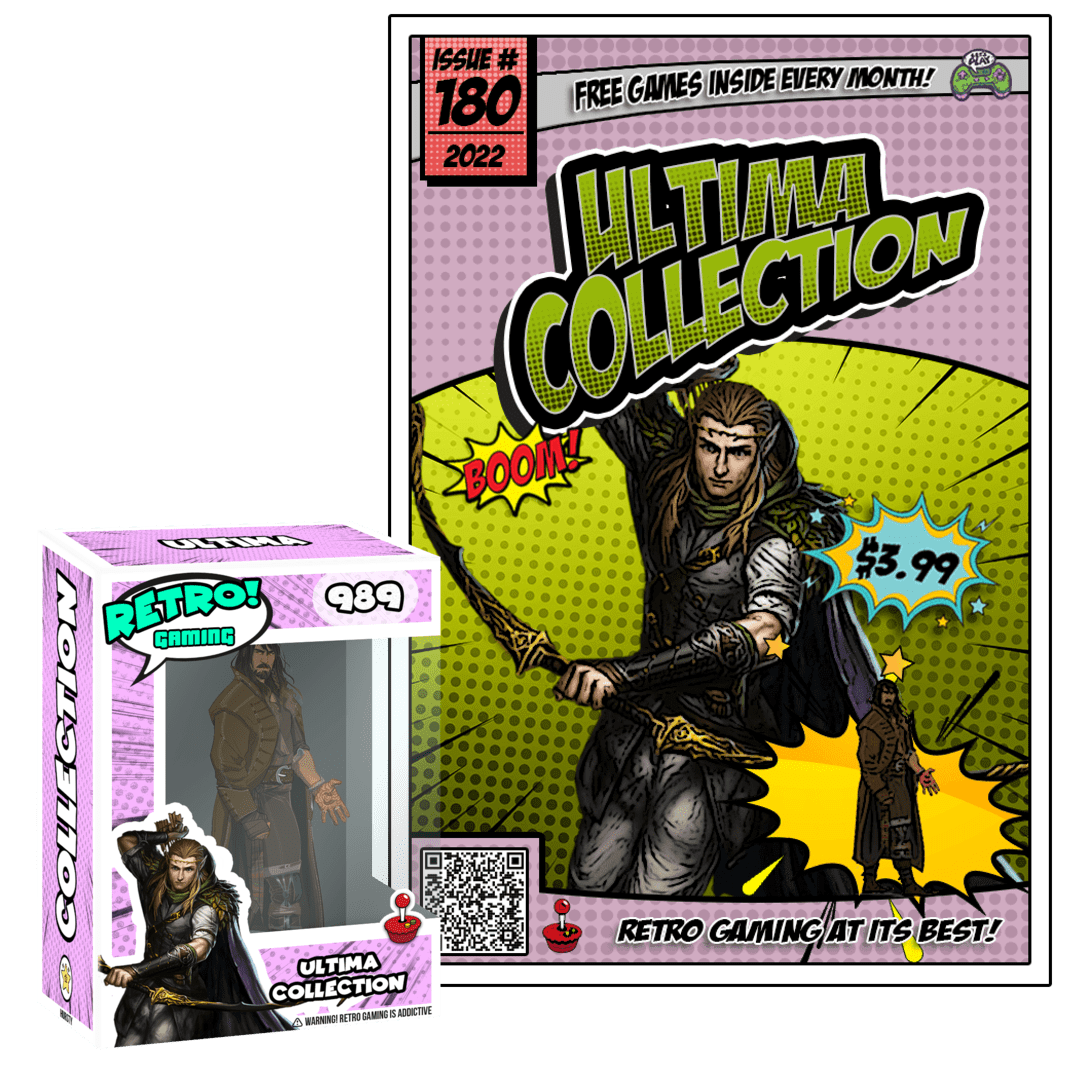 ISSUE #
180
2022
FREE GAMES INSIDE EVERY MONTH!
ULTIMA
COLLECTION
BOOM!
$3.99
RETRO GAMING AT ITS BEST!
ULTIMA
COLLECTION
RETRO!
GAMING
989
ULTIMA
COLLECTION
WARNING! RETRO GAMING IS ADDICTIVE